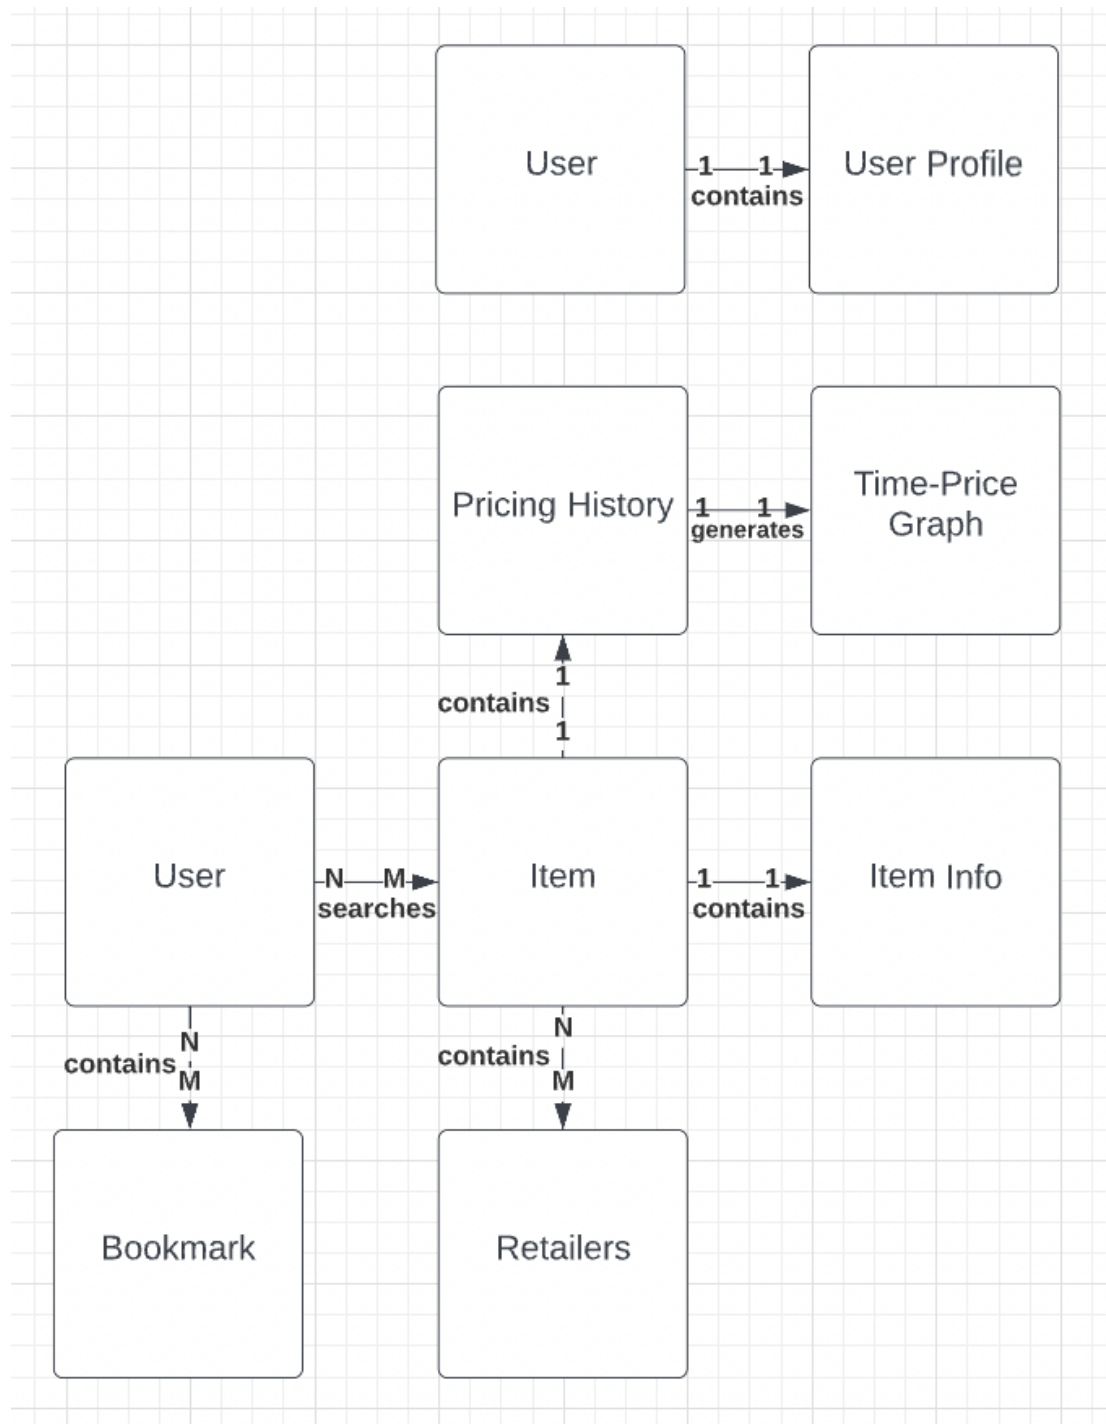 User
1 1
contains
User Profile
Pricing History
1 1
generates
Time-Price
Graph
1
contains
1
User
N M
searches
Item
1 1
contains
Item Info
N
contains
M
N
contains
M
Bookmark
Retailers